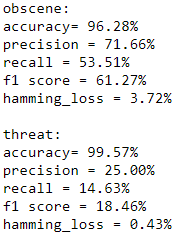 obscene:
accuracy= 96.28%
precision = 71.66%
recall = 53.51%
f1 score = 61.27%
hamming_loss = 3.72%

threat:
accuracy= 99.57%
precision = 25.00%
recall = 14.63%
f1 score = 18.46%
hamming_loss = 0.43%